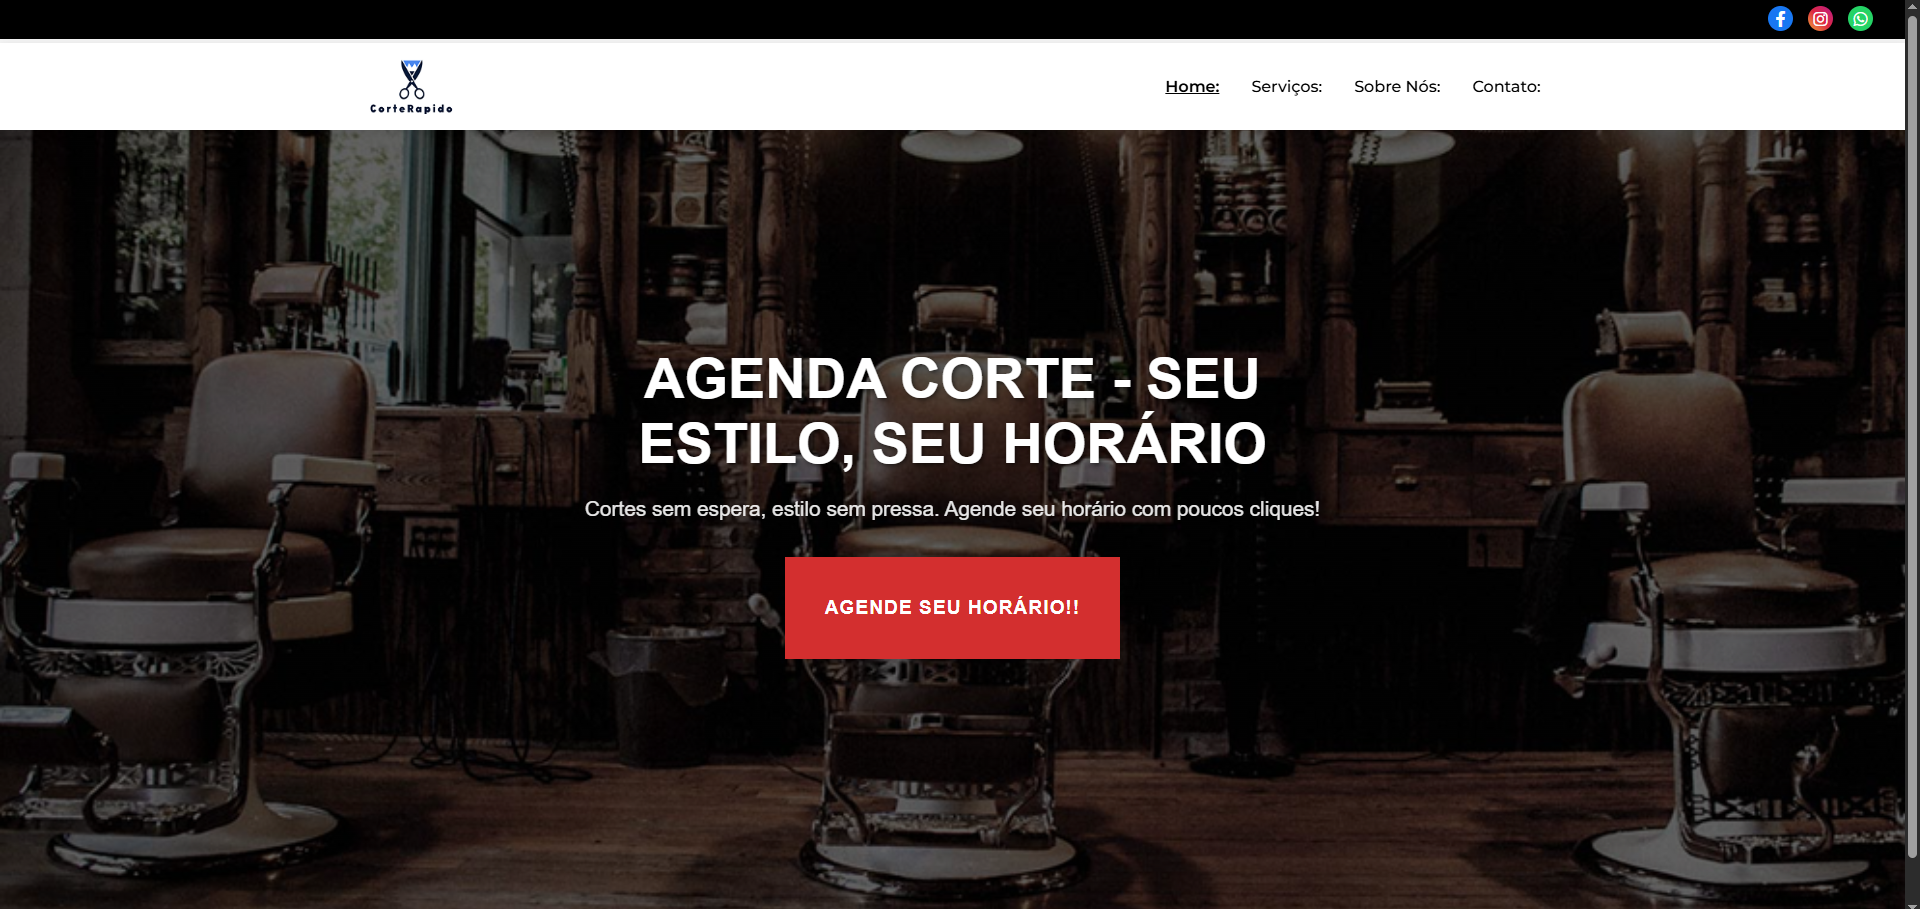 CorteRapido
Home: Serviços: Sobre Nós: Contato:
AGENDA CORTE - SEU
ESTILO, SEU HORÁRIO
Cortes sem espera, estilo sem pressa. Agende seu horário com poucos cliques!
AGENDE SEU HORÁRIO!!